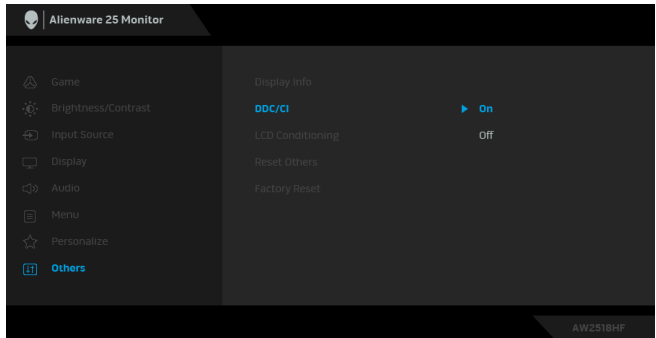 Alienware 25 Monitor
Game
Display Info
Brightness/Contrast
DDC/CI
On
Input Source
LCD Conditioning
Off
Display
Reset Others
Audio
Factory Reset
Menu
Personalize
Others
AW2518HF